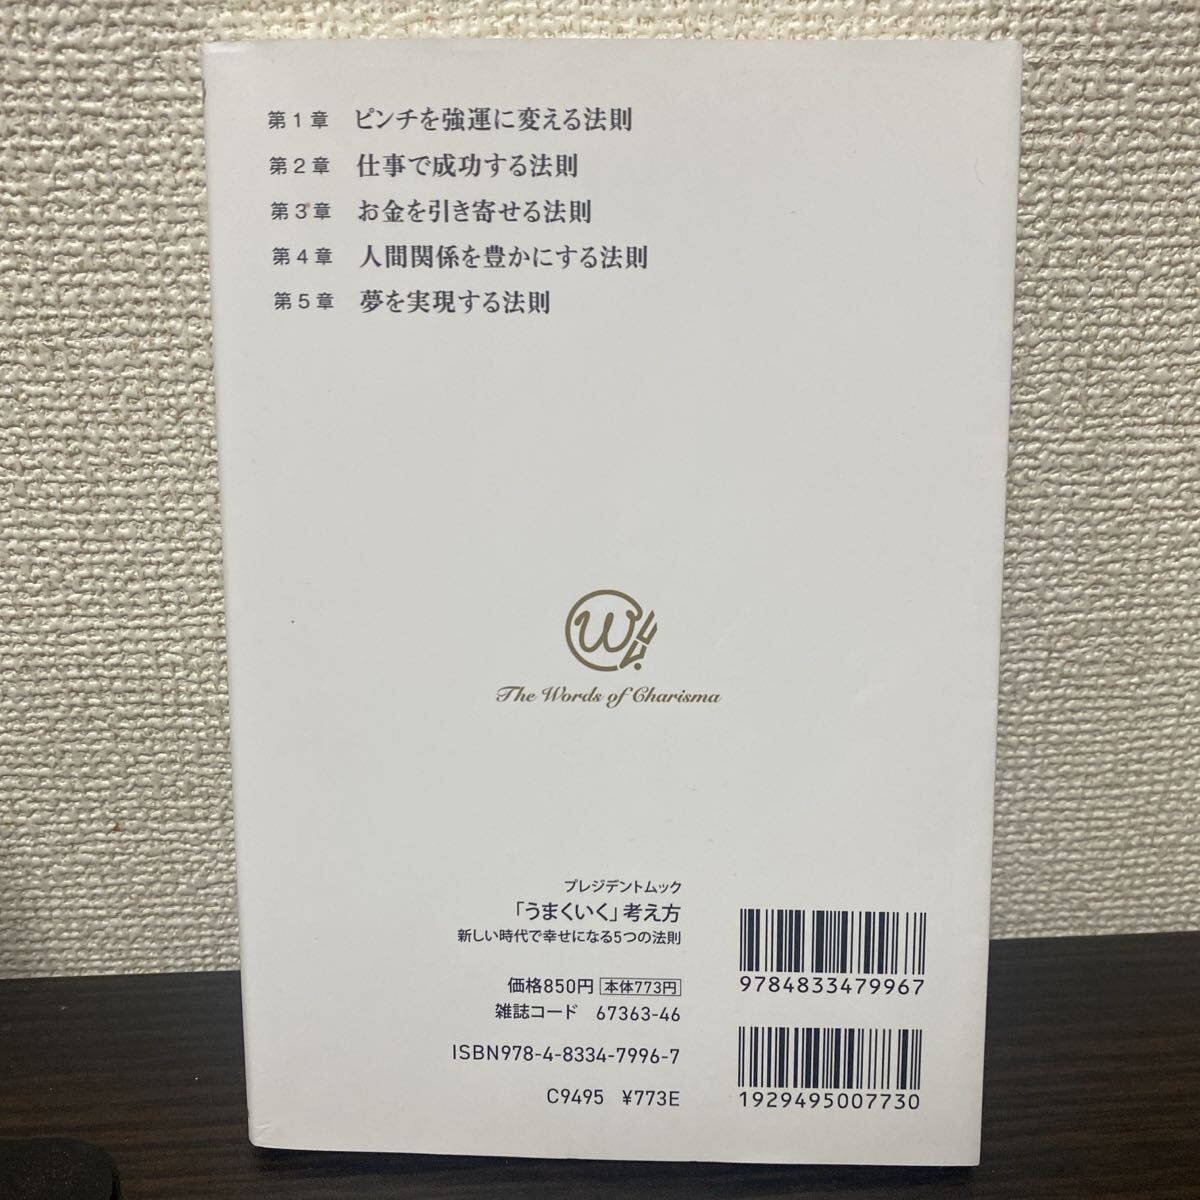 第1章 ピンチを強運に変える法則
第2章 仕事で成功する法則
第3章 お金を引き寄せる法則
第4章 人間関係を豊かにする法則
第5章 夢を実現する法則
W
The Words of Charisma
プレジデントムック
「うまくいく」考え方
新しい時代で幸せになる5つの法則
価格850円 本体773円
雑誌コード 67363-46
ISBN978-4-8334-7996-7
C9495 ¥773E
9784833479967
1929495007730